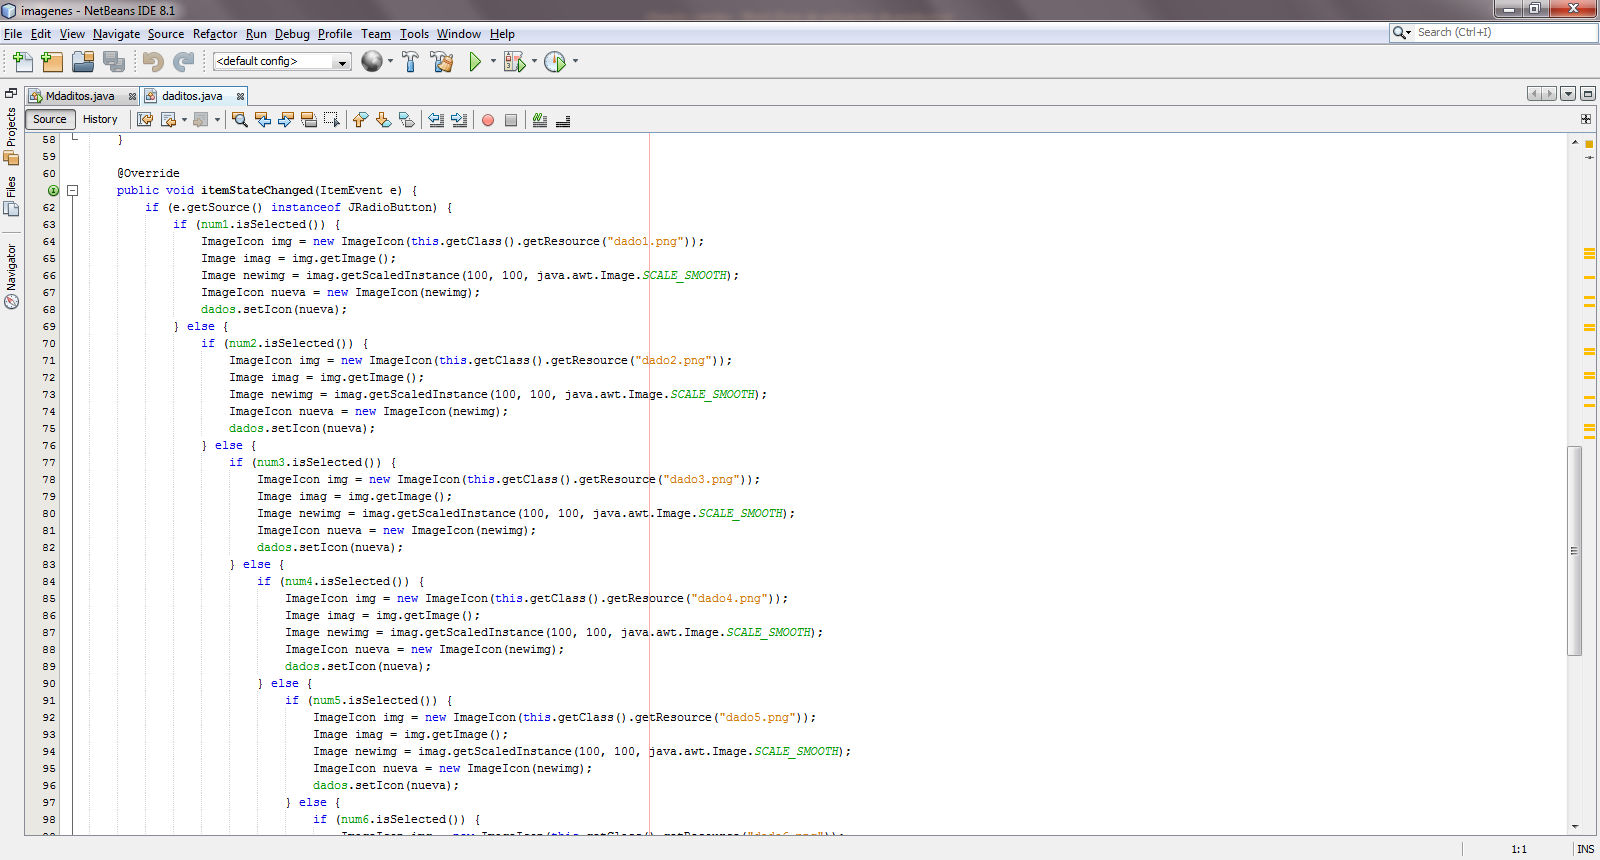 imagenes - NetBeans IDE 8.1
File Edit View Navigate Source Refactor Run Debug Profile Team Tools Window Help
Search (Ctrl+I)
<default config>
Mdaditos.java daditos.java
Source History
Projects
Files
Navigator
58 }
59
60 @Override
public void itemStateChanged(ItemEvent e) {
62 if (e.getSource() instanceof JRadioButton) {
63 if (num1.isSelected()) {
64 ImageIcon img = new ImageIcon(this.getClass().getResource("dado1.png"));
65 Image imag = img.getImage();
66 Image newimg = imag.getScaledInstance(100, 100, java.awt.Image.SCALE_SMOOTH);
67 ImageIcon nueva = new ImageIcon(newimg);
68 dados.setIcon(nueva);
69 } else {
70 if (num2.isSelected()) {
71 ImageIcon img = new ImageIcon(this.getClass().getResource("dado2.png"));
72 Image imag = img.getImage();
73 Image newimg = imag.getScaledInstance(100, 100, java.awt.Image.SCALE_SMOOTH);
74 ImageIcon nueva = new ImageIcon(newimg);
75 dados.setIcon(nueva);
76 } else {
77 if (num3.isSelected()) {
78 ImageIcon img = new ImageIcon(this.getClass().getResource("dado3.png"));
79 Image imag = img.getImage();
80 Image newimg = imag.getScaledInstance(100, 100, java.awt.Image.SCALE_SMOOTH);
81 ImageIcon nueva = new ImageIcon(newimg);
82 dados.setIcon(nueva);
83 } else {
84 if (num4.isSelected()) {
85 ImageIcon img = new ImageIcon(this.getClass().getResource("dado4.png"));
86 Image imag = img.getImage();
87 Image newimg = imag.getScaledInstance(100, 100, java.awt.Image.SCALE_SMOOTH);
88 ImageIcon nueva = new ImageIcon(newimg);
89 dados.setIcon(nueva);
90 } else {
91 if (num5.isSelected()) {
92 ImageIcon img = new ImageIcon(this.getClass().getResource("dado5.png"));
93 Image imag = img.getImage();
94 Image newimg = imag.getScaledInstance(100, 100, java.awt.Image.SCALE_SMOOTH);
95 ImageIcon nueva = new ImageIcon(newimg);
96 dados.setIcon(nueva);
97 } else {
98 if (num6.isSelected()) {
1:1 INS